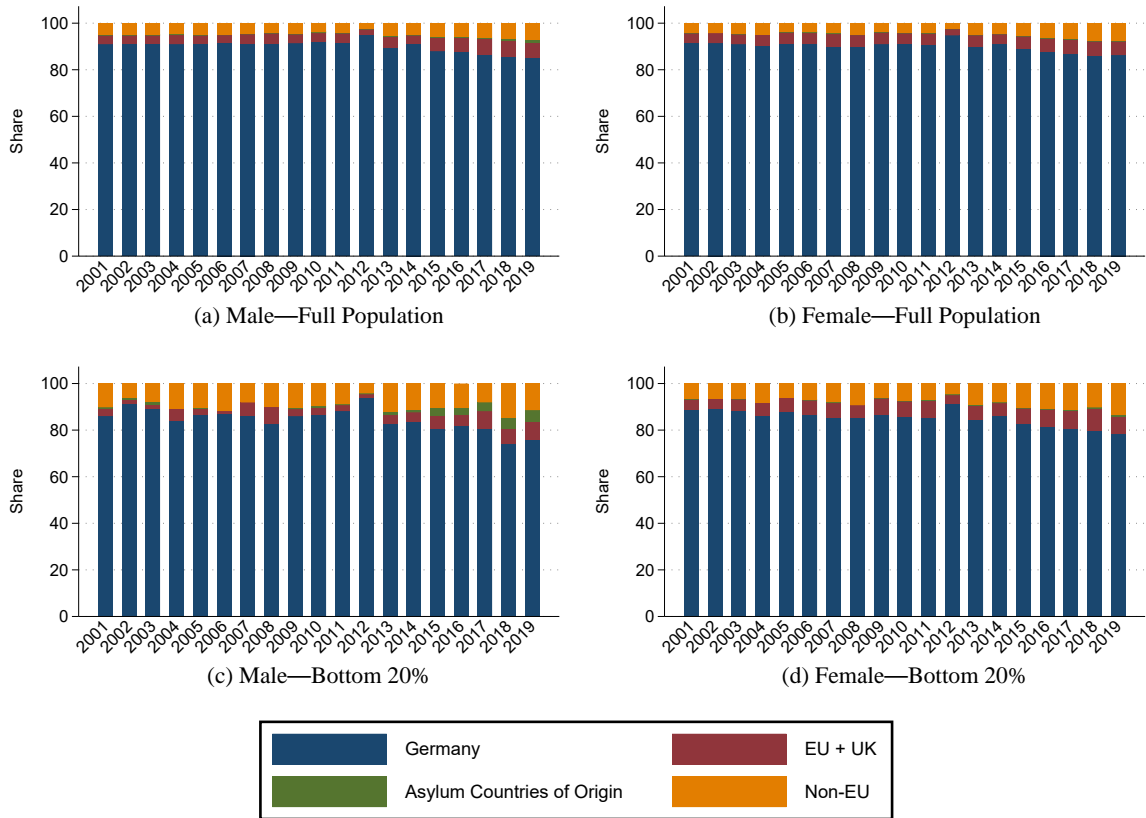 100
80
60
40
20
0
Share
2001 2002 2003 2004 2005 2006 2007 2008 2009 2010 2011 2012 2013 2014 2015 2016 2017 2018 2019
(a) Male—Full Population
100
80
60
40
20
0
Share
2001 2002 2003 2004 2005 2006 2007 2008 2009 2010 2011 2012 2013 2014 2015 2016 2017 2018 2019
(b) Female—Full Population
100
80
60
40
20
0
Share
2001 2002 2003 2004 2005 2006 2007 2008 2009 2010 2011 2012 2013 2014 2015 2016 2017 2018 2019
(c) Male—Bottom 20%
100
80
60
40
20
0
Share
2001 2002 2003 2004 2005 2006 2007 2008 2009 2010 2011 2012 2013 2014 2015 2016 2017 2018 2019
(d) Female—Bottom 20%
Germany
EU + UK
Asylum Countries of Origin
Non-EU